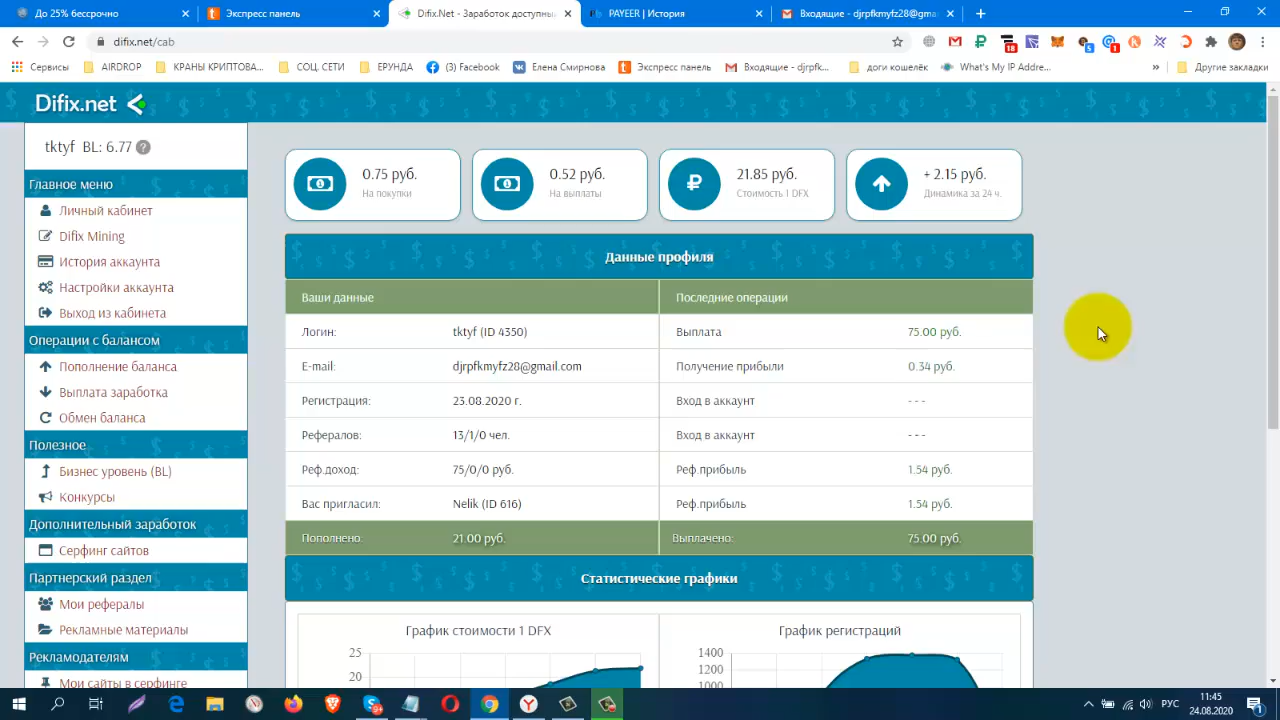 До 25% бессрочно
Экспресс панель
Difix.Net - Заработок доступны
PAYEER | История
Входящие - djrpfkmyfz28@gma
difix.net/cab
18
5
1
Сервисы
AIRDROP
КРАНЫ КРИПТОВА...
СОЦ. СЕТИ
ЕРУНДА
(3) Facebook
Елена Смирнова
Экспресс панель
Входящие - djrpfk...
доги кошелёк
What's My IP Addre...
»
Другие закладки
Difix.net
tktyf BL: 6.77
Главное меню
Личный кабинет
Difix Mining
История аккаунта
Настройки аккаунта
Выход из кабинета
Операции с балансом
Пополнение баланса
Выплата заработка
Обмен баланса
Полезное
Бизнес уровень (BL)
Конкурсы
Дополнительный заработок
Серфинг сайтов
Партнерский раздел
Мои рефералы
Рекламные материалы
Рекламодателям
Мои сайты в серфинге
0.75 руб.
На покупки
0.52 руб.
На выплаты
21.85 руб.
Стоимость 1 DFX
+ 2.15 руб.
Динамика за 24 ч.
Данные профиля
Ваши данные
Последние операции
Логин: tktyf (ID 4350)
Выплата 75.00 руб.
E-mail: djrpfkmyfz28@gmail.com
Получение прибыли 0.34 руб.
Регистрация: 23.08.2020 г.
Вход в аккаунт - - -
Рефералов: 13/1/0 чел.
Вход в аккаунт - - -
Реф.доход: 75/0/0 руб.
Реф.прибыль 1.54 руб.
Вас пригласил: Nelik (ID 616)
Реф.прибыль 1.54 руб.
Пополнено: 21.00 руб.
Выплачено: 75.00 руб.
Статистические графики
График стоимости 1 DFX
25
20
График регистраций
1400
1200
1000
РУС
11:45
24.08.2020
1